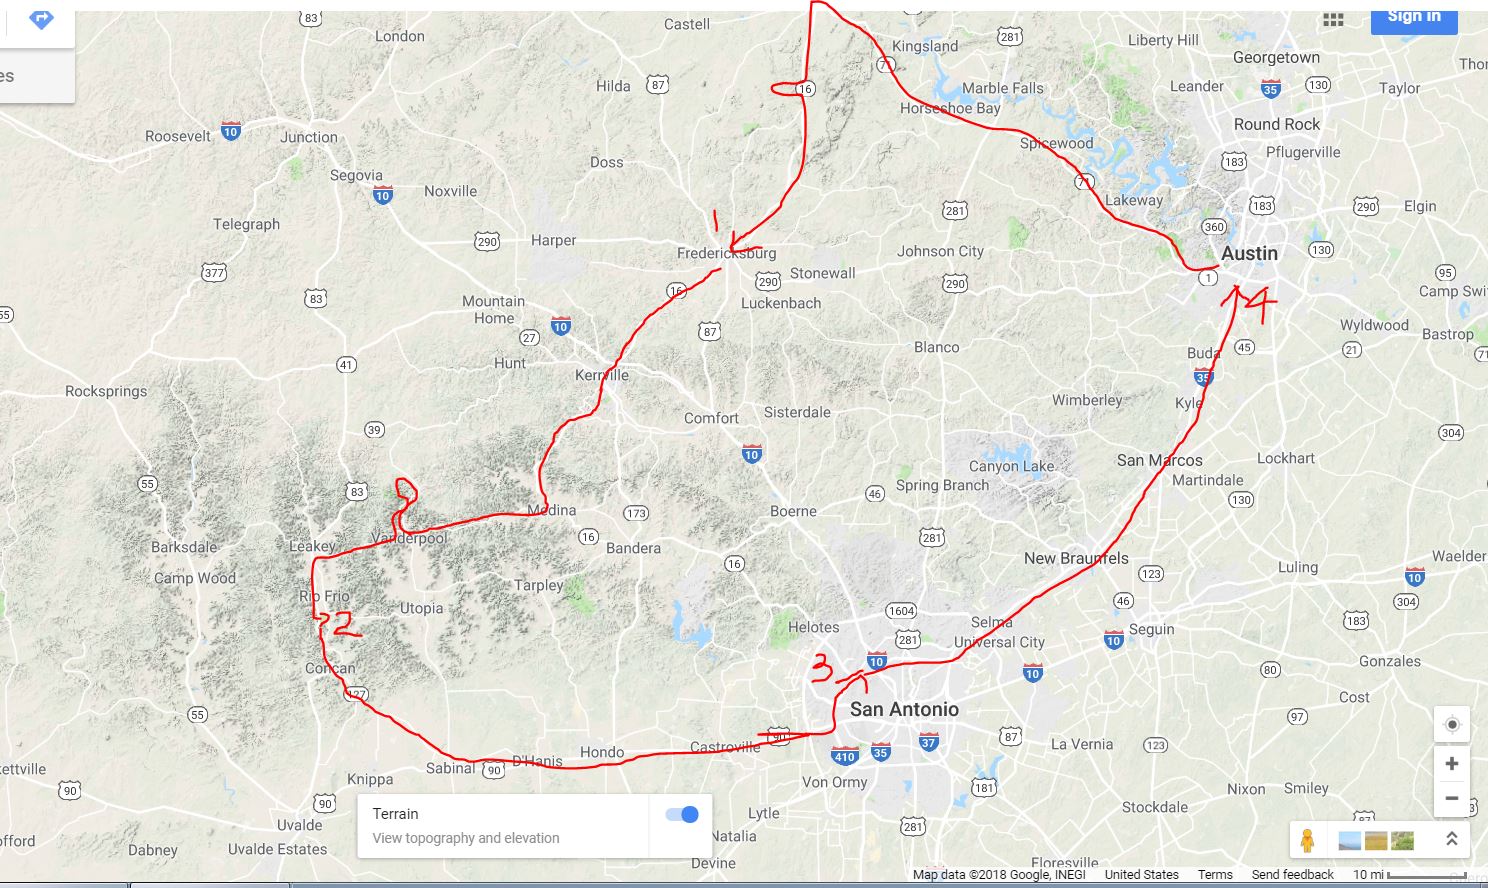 83
London
Castell
Kingsland
281
Liberty Hill
Sign in
Georgetown
es
Hilda
87
16
71
Marble Falls
Horseshoe Bay
Leander
35
130
Taylor
Roosevelt
10
Junction
Round Rock
Doss
Spicewood
183
Pflugerville
Segovia
10
Noxville
71
Lakeway
183
290
Elgin
Telegraph
290
Harper
1
Fredericksburg
281
Johnson City
360
Austin
130
377
83
16
290
Stonewall
Luckenbach
290
1
95
Camp Swi
Mountain
Home
10
27
87
4
Wyldwood
Bastrop
55
41
Hunt
Kerrville
Blanco
Buda
45
21
71
Rocksprings
35
Comfort
Sisterdale
Wimberley
Kyle
39
10
304
55
83
Canyon Lake
San Marcos
Lockhart
46
Spring Branch
Martindale
130
Medina
173
Boerne
Barksdale
Leakey
Vanderpool
16
Bandera
281
New Braunfels
Waelder
Camp Wood
Tarpley
16
123
Luling
10
Rio Frio
Utopia
1604
46
304
2
Helotes
281
Selma
Universal City
10
Seguin
183
Concan
3
10
10
80
Gonzales
127
San Antonio
Cost
55
97
90
410
35
37
87
La Vernia
123
Castroville
Hondo
D'Hanis
Sabinal
90
Knippa
Von Ormy
181
Nixon
Smiley
kettville
90
90
Terrain
View topography and elevation
Lytle
Stockdale
Uvalde
Uvalde Estates
Dabney
Natalia
Devine
281
Floresville
Map data ©2018 Google, INEGI
United States
Terms
Send feedback
10 mi